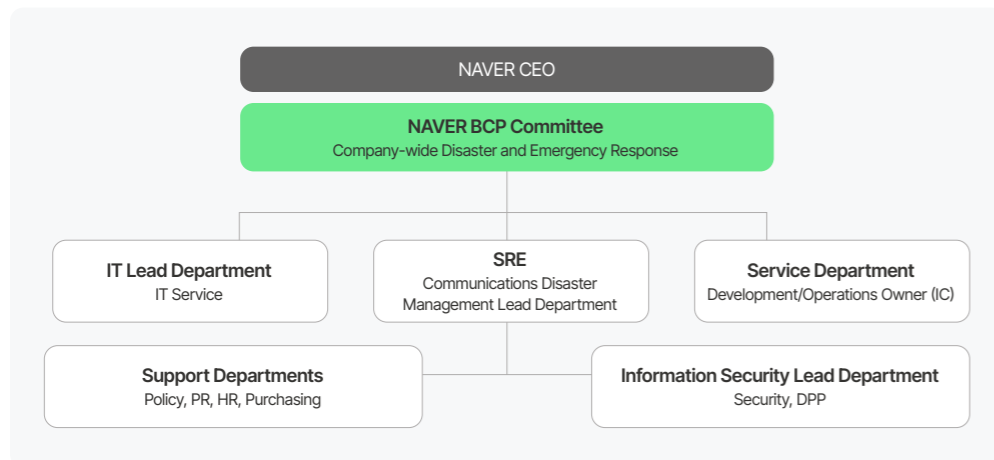 NAVER CEO
NAVER BCP Committee
Company-wide Disaster and Emergency Response
IT Lead Department
IT Service
SRE
Communications Disaster
Management Lead Department
Service Department
Development/Operations Owner (IC)
Support Departments
Policy, PR, HR, Purchasing
Information Security Lead Department
Security, DPP